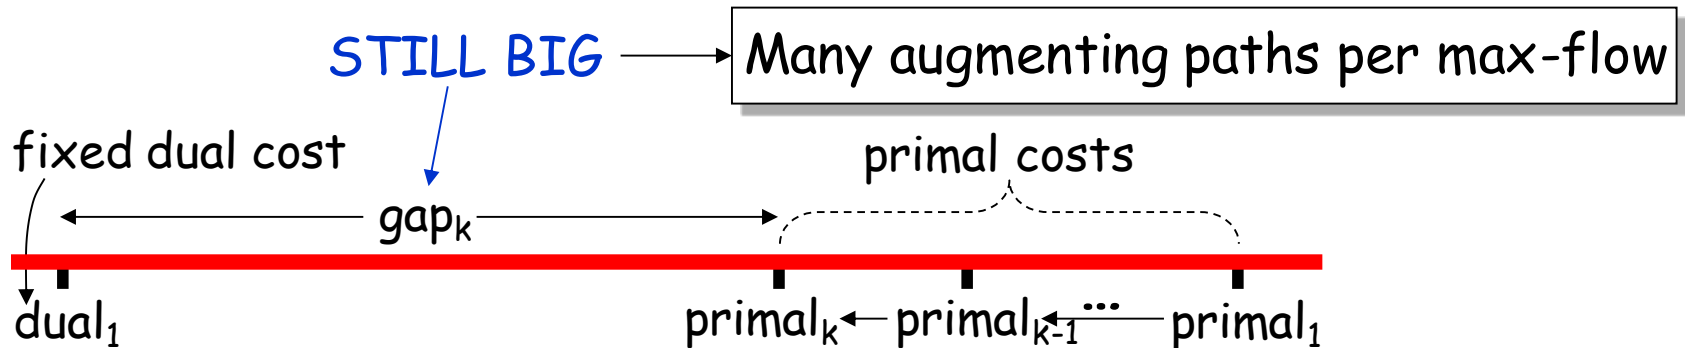 STILL BIG
Many augmenting paths per max-flow
fixed dual cost
primal costs
gapₖ
dual₁ primalₖ primalₖ₋₁ ... primal₁